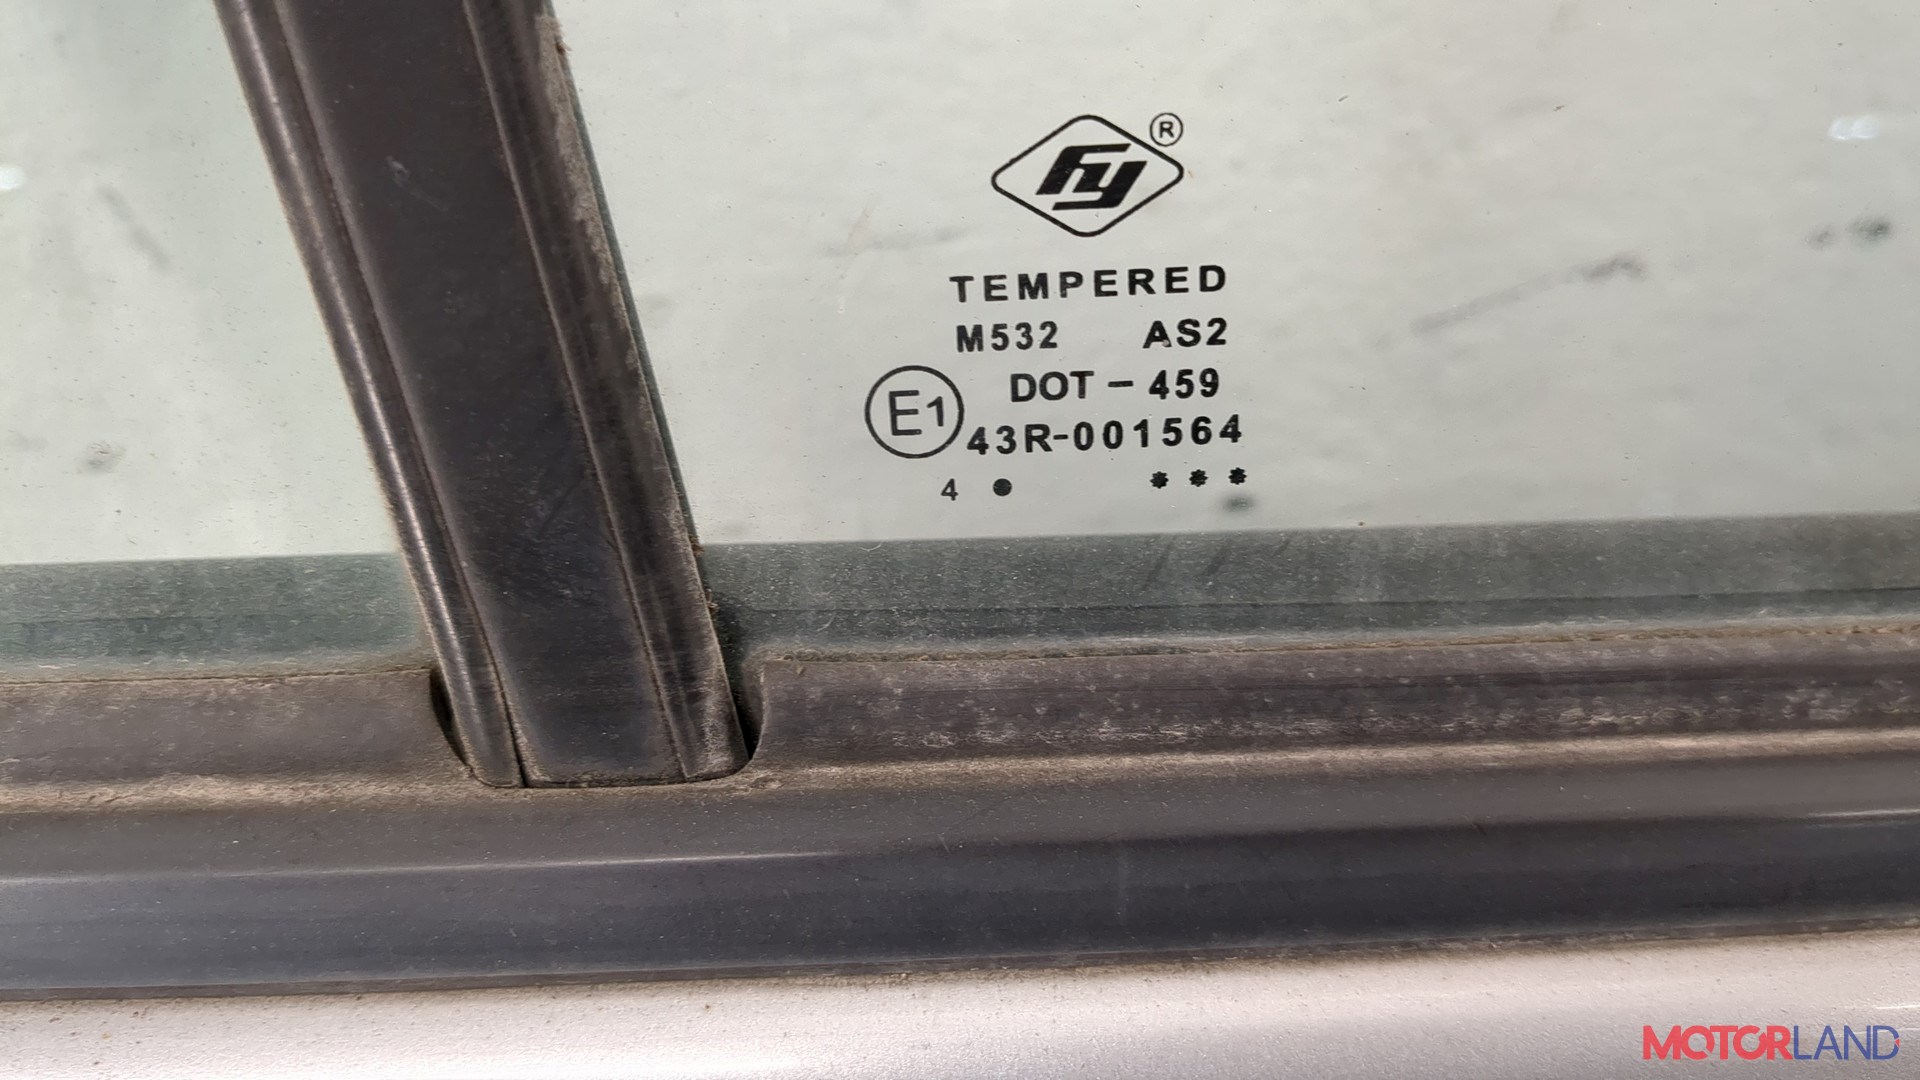 fy ®
TEMPERED
M532 AS2
DOT - 459
E1 43R-001564
4 • * * *
MOTORLAND